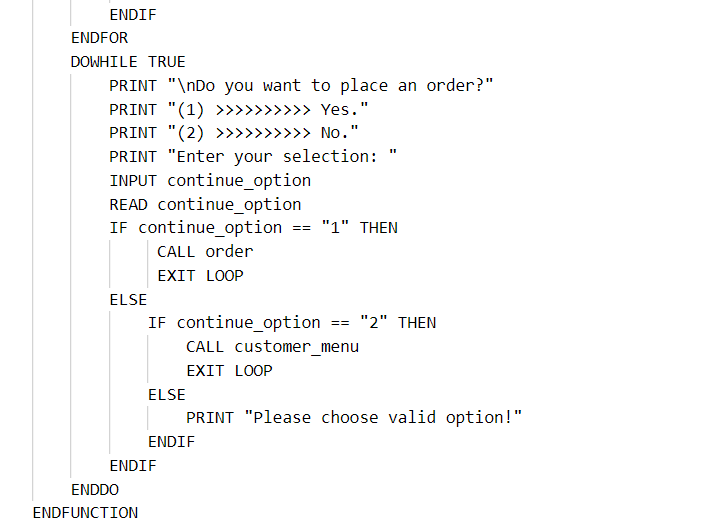 ENDIF
ENDFOR
DOWHILE TRUE
PRINT "\nDo you want to place an order?"
PRINT "(1) >>>>>>>>>> Yes."
PRINT "(2) >>>>>>>>>> No."
PRINT "Enter your selection: "
INPUT continue_option
READ continue_option
IF continue_option == "1" THEN
CALL order
EXIT LOOP
ELSE
IF continue_option == "2" THEN
CALL customer_menu
EXIT LOOP
ELSE
PRINT "Please choose valid option!"
ENDIF
ENDIF
ENDDO
ENDFUNCTION